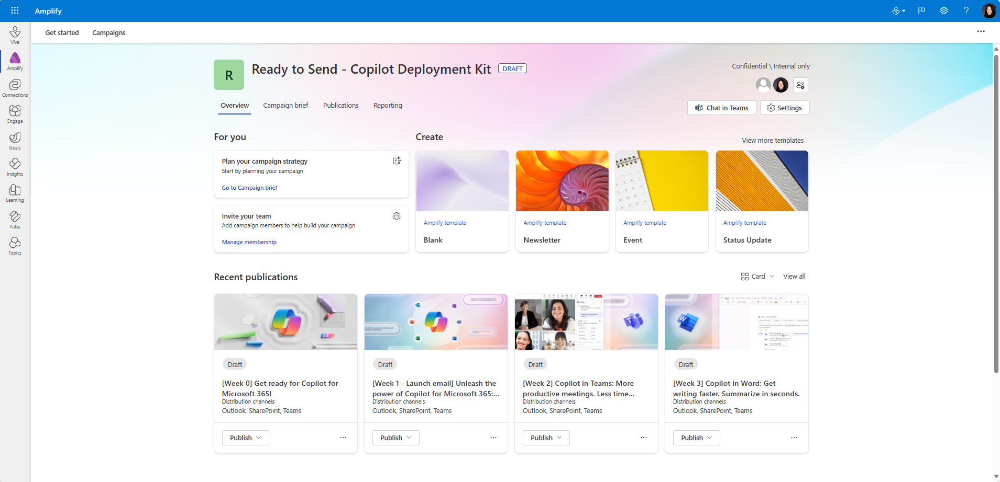 Amplify
Get started
Campaigns
Viva
Amplify
Connections
Engage
Goals
Insights
Learning
Pulse
Topics
R
Ready to Send - Copilot Deployment Kit
DRAFT
Confidential \ Internal only
Overview
Campaign brief
Publications
Reporting
Chat in Teams
Settings
For you
Plan your campaign strategy
Start by planning your campaign
Go to Campaign brief
Invite your team
Add campaign members to help build your campaign
Manage membership
Create
View more templates
Amplify template
Blank
Amplify template
Newsletter
Amplify template
Event
Amplify template
Status Update
Recent publications
Card
View all
Draft
[Week 0] Get ready for Copilot for
Microsoft 365!
Distribution channels
Outlook, SharePoint, Teams
Publish
Draft
[Week 1 - Launch email] Unleash the
power of Copilot for Microsoft 365:...
Distribution channels
Outlook, SharePoint, Teams
Publish
Draft
[Week 2] Copilot in Teams: More
productive meetings. Less time...
Distribution channels
Outlook, SharePoint, Teams
Publish
Draft
[Week 3] Copilot in Word: Get
writing faster. Summarize in seconds.
Distribution channels
Outlook, SharePoint, Teams
Publish